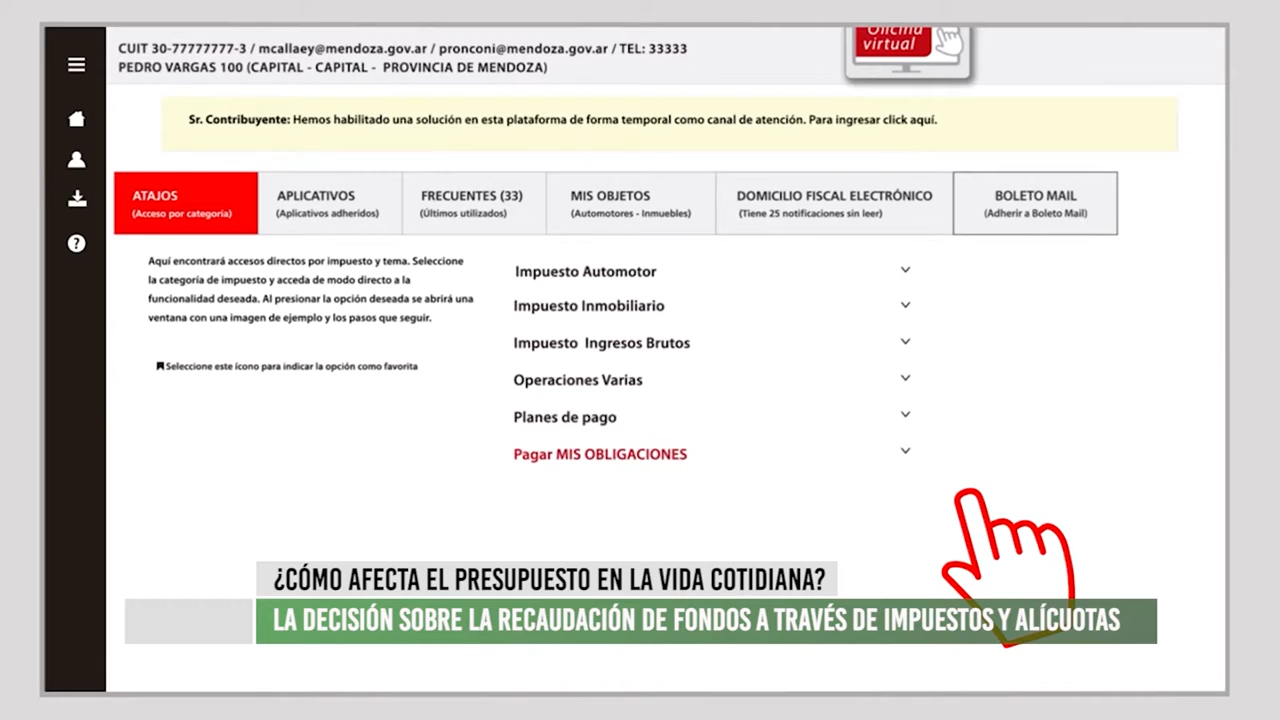 Oficina
virtual
CUIT 30-77777777-3 / mcallaey@mendoza.gov.ar / pronconi@mendoza.gov.ar / TEL: 33333
PEDRO VARGAS 100 (CAPITAL - CAPITAL - PROVINCIA DE MENDOZA)
Sr. Contribuyente: Hemos habilitado una solución en esta plataforma de forma temporal como canal de atención. Para ingresar click aquí.
ATAJOS
(Acceso por categoria)
APLICATIVOS
(Aplicativos adheridos)
FRECUENTES (33)
(Últimos utilizados)
MIS OBJETOS
(Automotores - Inmuebles)
DOMICILIO FISCAL ELECTRÓNICO
(Tiene 25 notificaciones sin leer)
BOLETO MAIL
(Adherir a Boleto Mail)
Aquí encontrará accesos directos por impuesto y tema. Seleccione
la categoría de impuesto y acceda de modo directo a la
funcionalidad deseada. Al presionar la opción deseada se abrirá una
ventana con una imagen de ejemplo y los pasos que seguir.
Seleccione este ícono para indicar la opción como favorita
Impuesto Automotor
Impuesto Inmobiliario
Impuesto Ingresos Brutos
Operaciones Varias
Planes de pago
Pagar MIS OBLIGACIONES
¿CÓMO AFECTA EL PRESUPUESTO EN LA VIDA COTIDIANA?
LA DECISIÓN SOBRE LA RECAUDACIÓN DE FONDOS A TRAVÉS DE IMPUESTOS Y ALÍCUOTAS